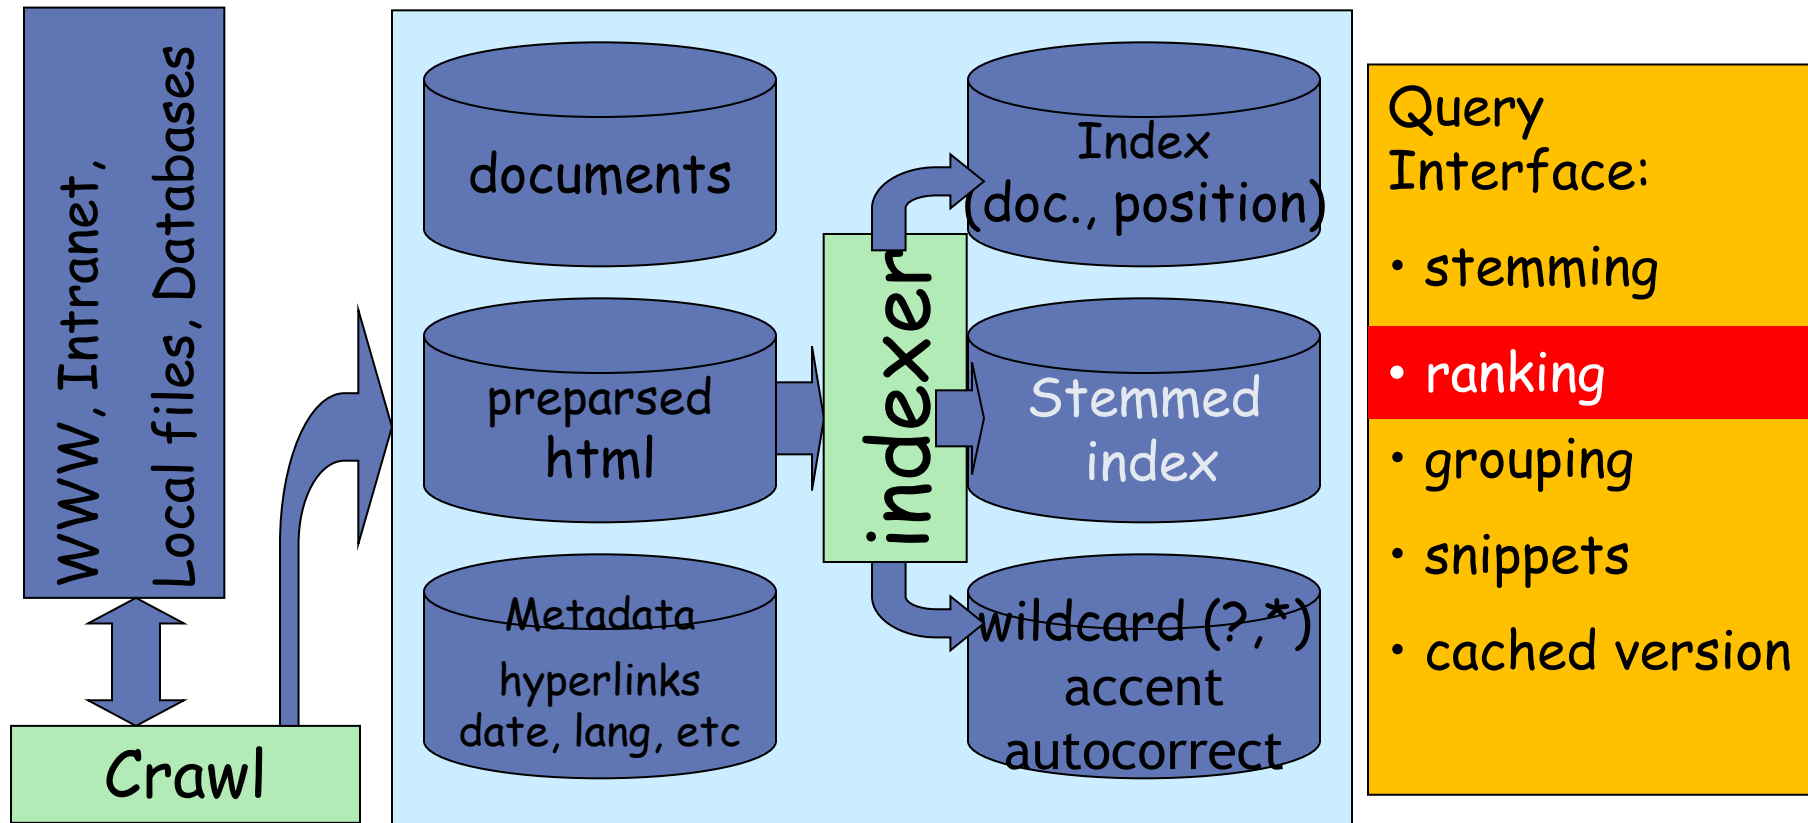 WWW, Intranet,
Local files, Databases
Crawl
documents
preparsed
html
Metadata
hyperlinks
date, lang, etc
indexer
Index
(doc., position)
Stemmed
index
wildcard (?,*)
accent
autocorrect
Query
Interface:
• stemming
• ranking
• grouping
• snippets
• cached version